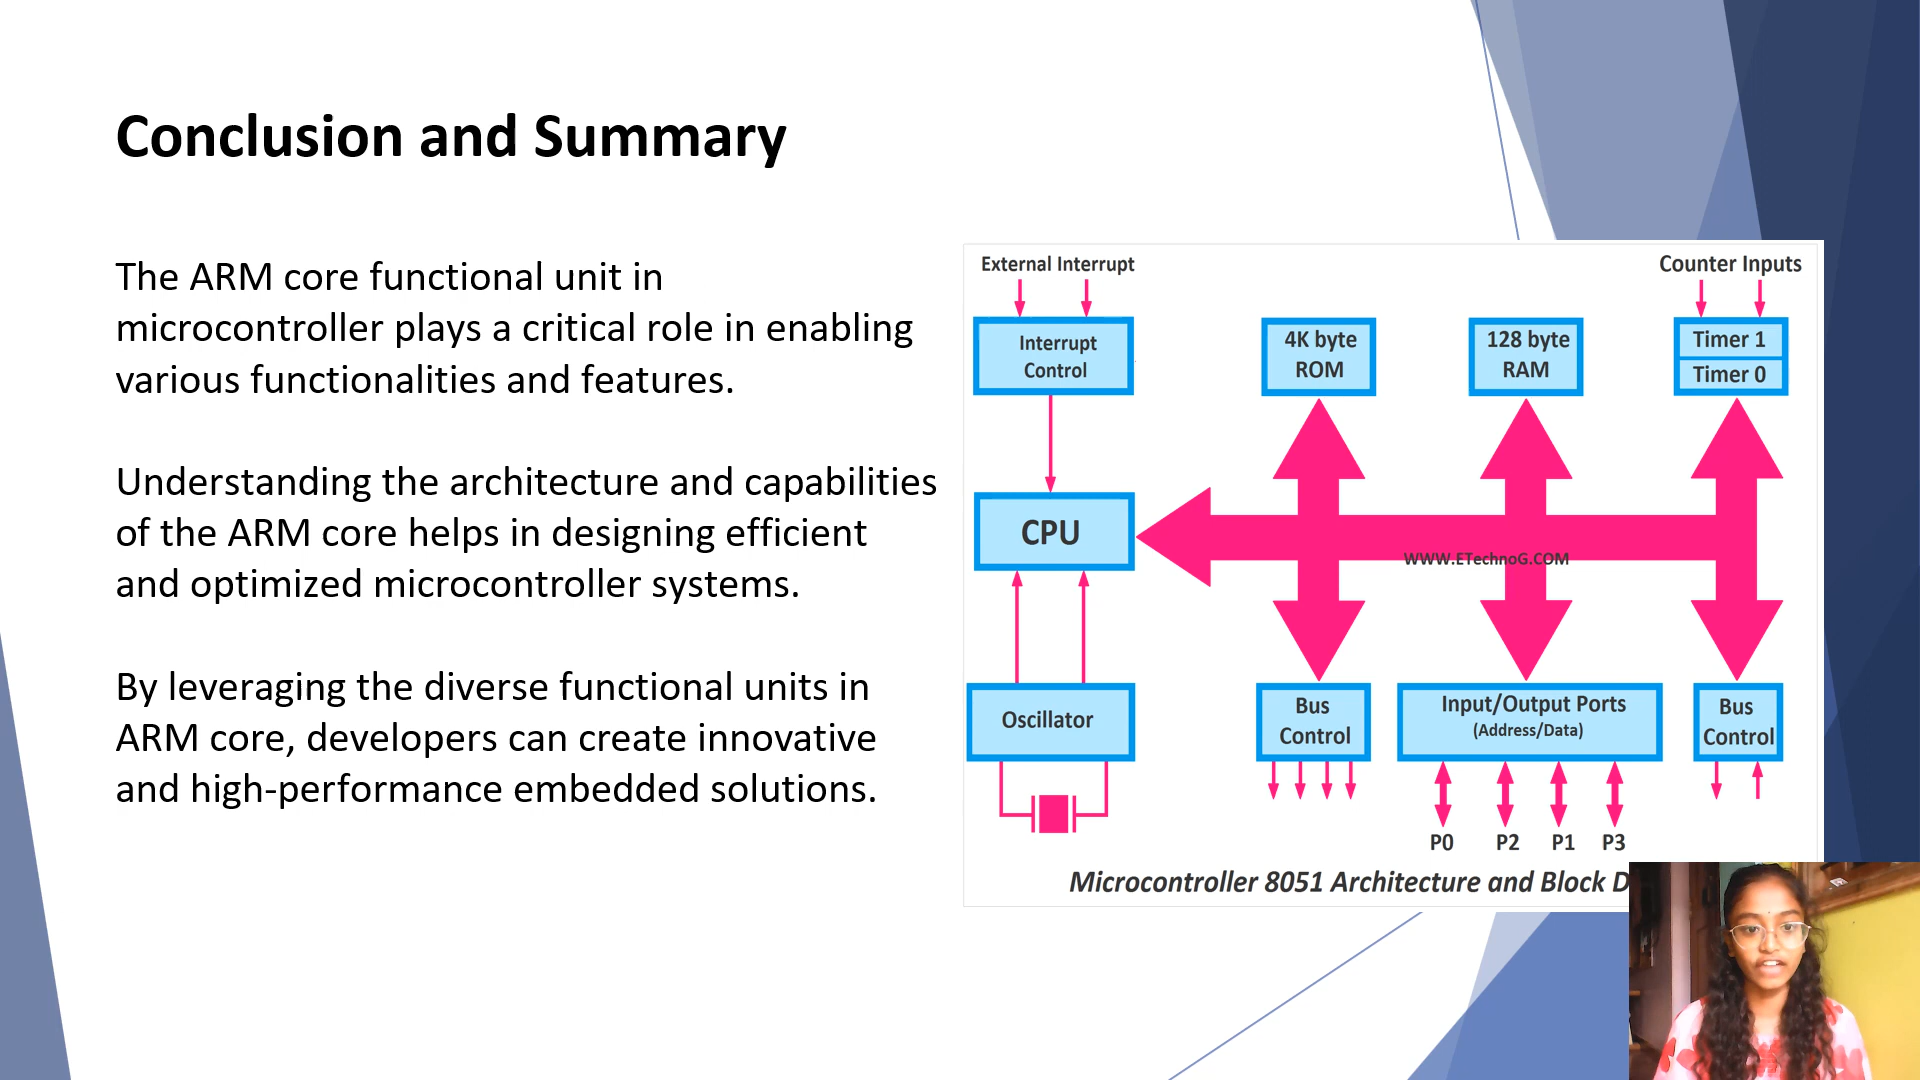 Conclusion and Summary
The ARM core functional unit in
microcontroller plays a critical role in enabling
various functionalities and features.
Understanding the architecture and capabilities
of the ARM core helps in designing efficient
and optimized microcontroller systems.
By leveraging the diverse functional units in
ARM core, developers can create innovative
and high-performance embedded solutions.
External Interrupt
Counter Inputs
Interrupt
Control
4K byte
ROM
128 byte
RAM
Timer 1
Timer 0
CPU
WWW.ETechnoG.COM
Oscillator
Bus
Control
Input/Output Ports
(Address/Data)
Bus
Control
P0 P2 P1 P3
Microcontroller 8051 Architecture and Block D